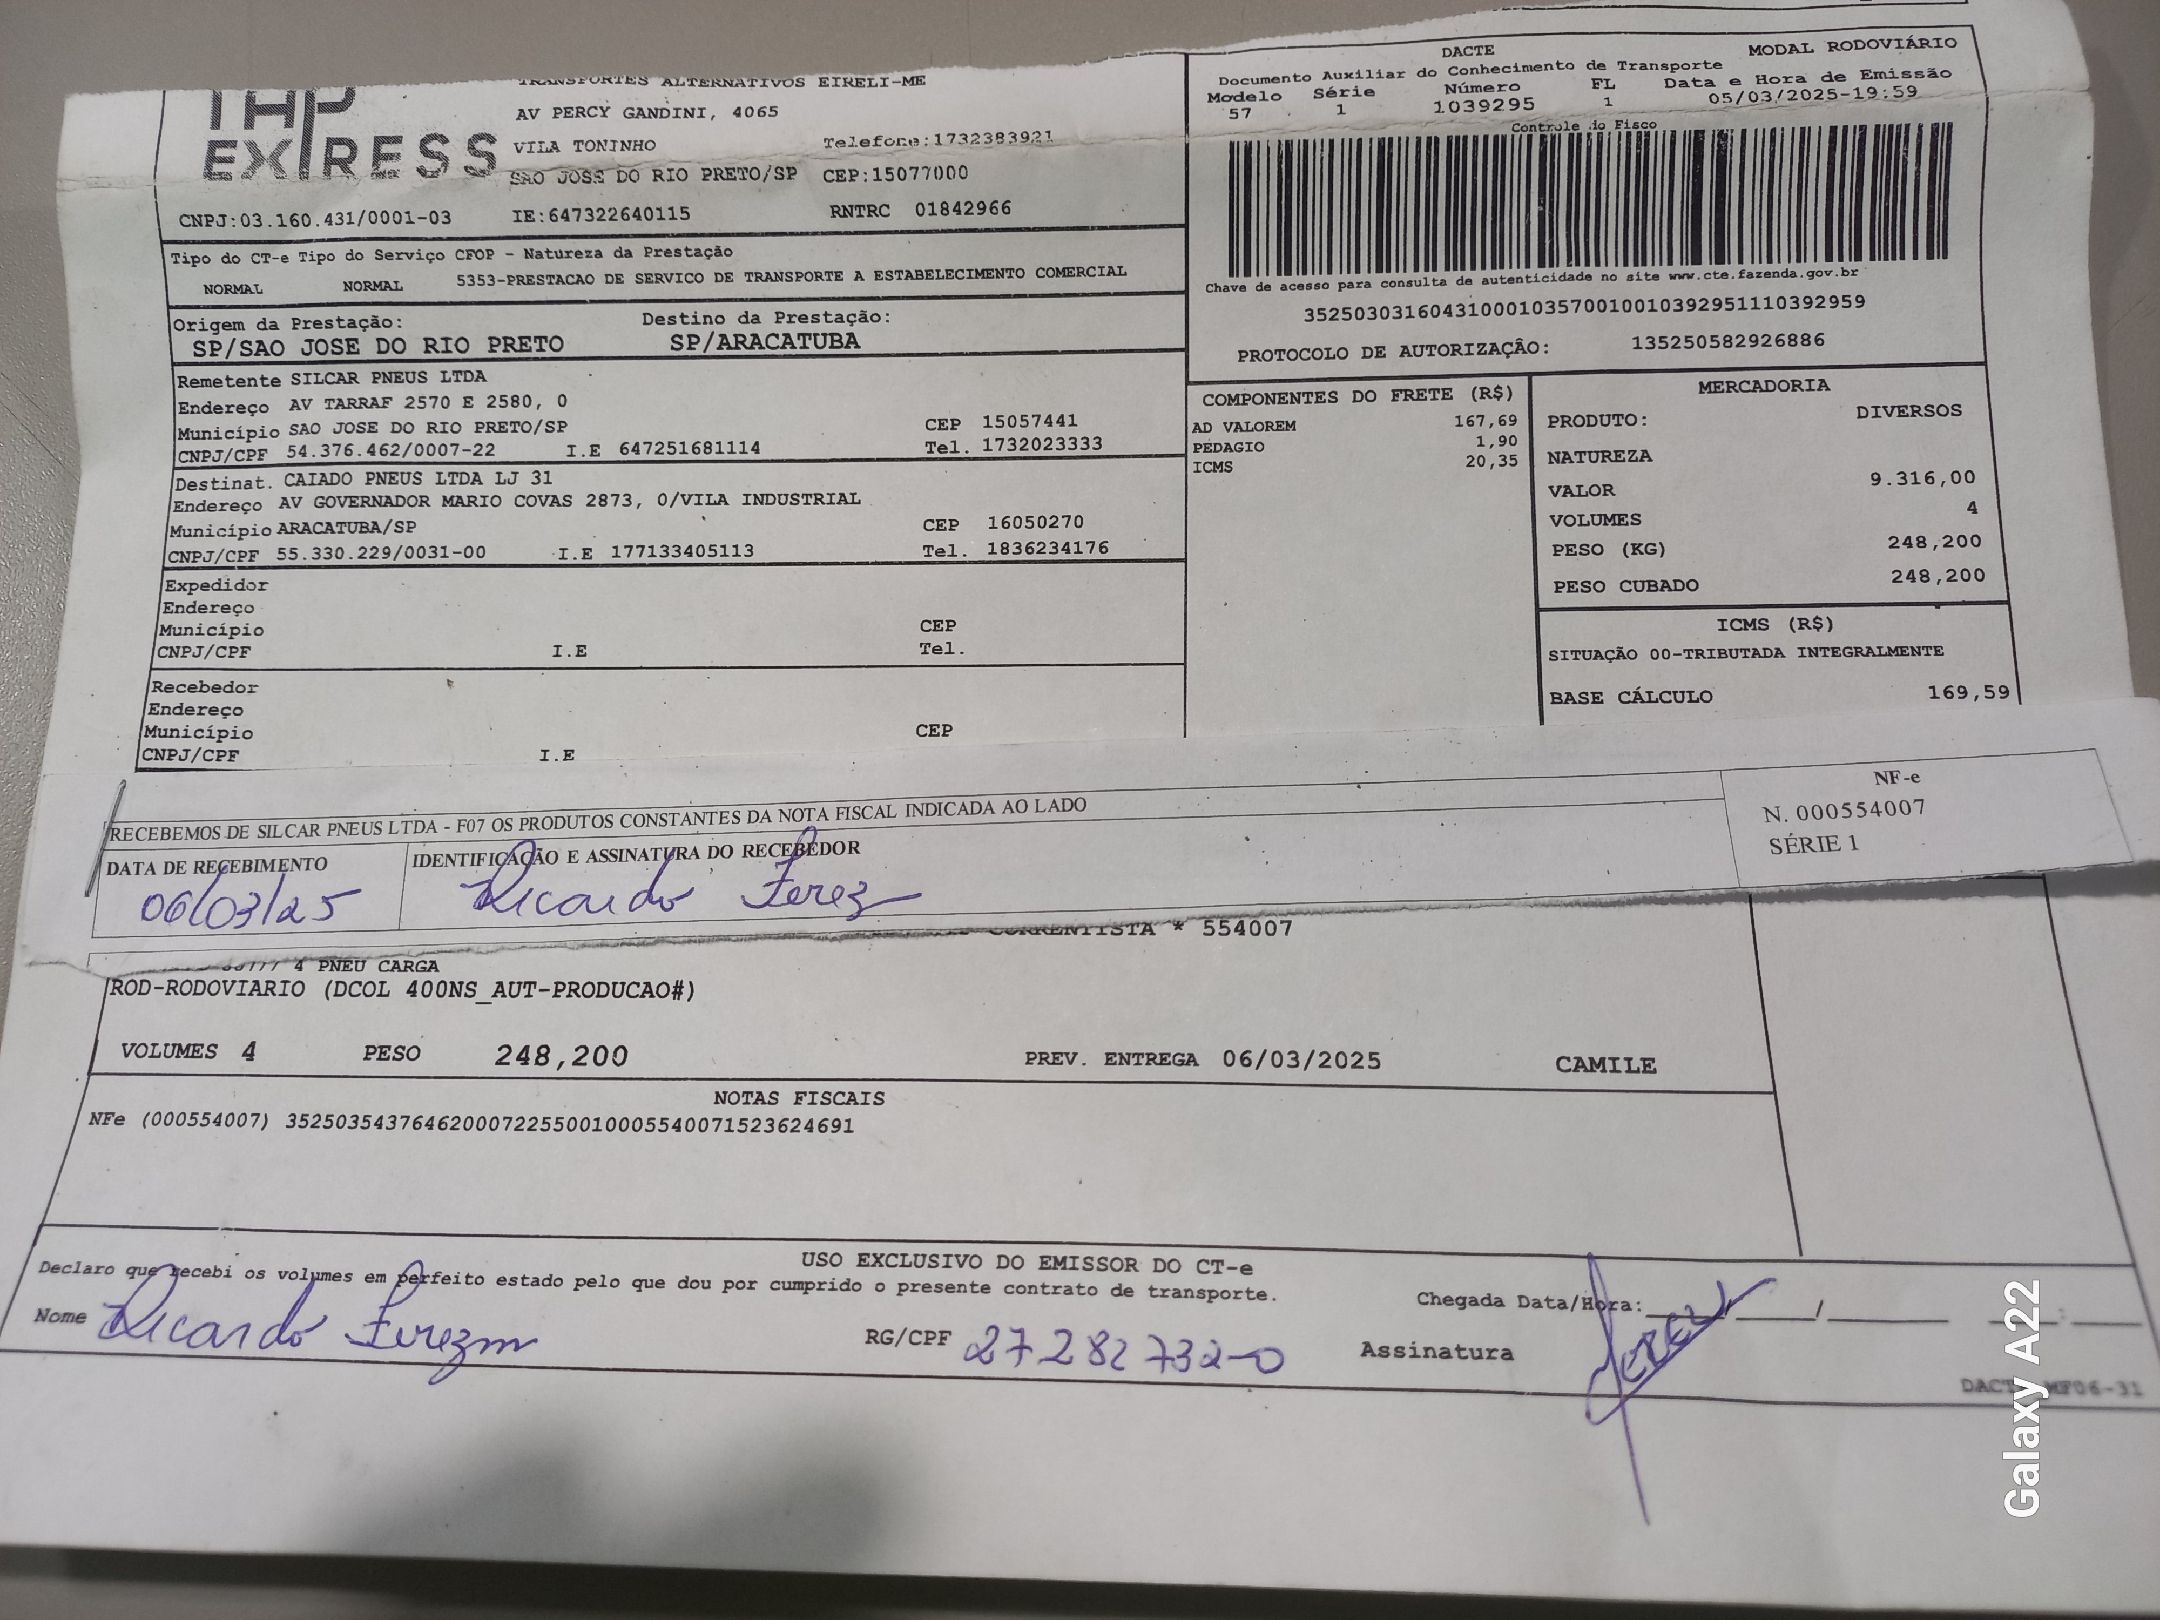 TRANSPORTES ALTERNATIVOS EIRELI-ME
TAP EXPRESS
AV PERCY GANDINI, 4065
VILA TONINHO Telefone:1732383921
SAO JOSE DO RIO PRETO/SP CEP:15077000
CNPJ:03.160.431/0001-03 IE:647322640115 RNTRC 01842966
Tipo do CT-e Tipo do Serviço CFOP - Natureza da Prestação
NORMAL NORMAL 5353-PRESTACAO DE SERVICO DE TRANSPORTE A ESTABELECIMENTO COMERCIAL
Origem da Prestação: Destino da Prestação:
SP/SAO JOSE DO RIO PRETO SP/ARACATUBA
Remetente SILCAR PNEUS LTDA
Endereço AV TARRAF 2570 E 2580, 0
Município SAO JOSE DO RIO PRETO/SP CEP 15057441
CNPJ/CPF 54.376.462/0007-22 I.E 647251681114 Tel. 1732023333
Destinat. CAIADO PNEUS LTDA LJ 31
Endereço AV GOVERNADOR MARIO COVAS 2873, 0/VILA INDUSTRIAL
Município ARACATUBA/SP CEP 16050270
CNPJ/CPF 55.330.229/0031-00 I.E 177133405113 Tel. 1836234176
Expedidor
Endereço
Município CEP
CNPJ/CPF I.E Tel.
Recebedor
Endereço
Município CEP
CNPJ/CPF I.E
DACTE MODAL RODOVIÁRIO
Documento Auxiliar do Conhecimento de Transporte
Modelo Série Número FL Data e Hora de Emissão
57 1 1039295 1 05/03/2025-19:59
Controle do Fisco
Chave de acesso para consulta de autenticidade no site www.cte.fazenda.gov.br
35250303160431000103570010010392951110392959
PROTOCOLO DE AUTORIZAÇÃO: 135250582926886
COMPONENTES DO FRETE (R$)
AD VALOREM 167,69
PEDAGIO 1,90
ICMS 20,35
MERCADORIA
PRODUTO: DIVERSOS
NATUREZA
VALOR 9.316,00
VOLUMES 4
PESO (KG) 248,200
PESO CUBADO 248,200
ICMS (R$)
SITUAÇÃO 00-TRIBUTADA INTEGRALMENTE
BASE CÁLCULO 169,59
RECEBEMOS DE SILCAR PNEUS LTDA - F07 OS PRODUTOS CONSTANTES DA NOTA FISCAL INDICADA AO LADO
DATA DE RECEBIMENTO IDENTIFICAÇÃO E ASSINATURA DO RECEBEDOR
06/03/25 Ricardo Ferez
NF-e
N. 000554007
SÉRIE 1
CORRENTISTA * 554007
4 PNEU CARGA
ROD-RODOVIARIO (DCOL 400NS_AUT-PRODUCAO#)
VOLUMES 4 PESO 248,200 PREV. ENTREGA 06/03/2025 CAMILE
NOTAS FISCAIS
NFe (000554007) 35250354376462000722550010005540071523624691
USO EXCLUSIVO DO EMISSOR DO CT-e
Declaro que recebi os volumes em perfeito estado pelo que dou por cumprido o presente contrato de transporte.
Chegada Data/Hora:
Nome Ricardo RG/CPF 27282732-0 Assinatura
DACTE MF06-31
Galaxy A22